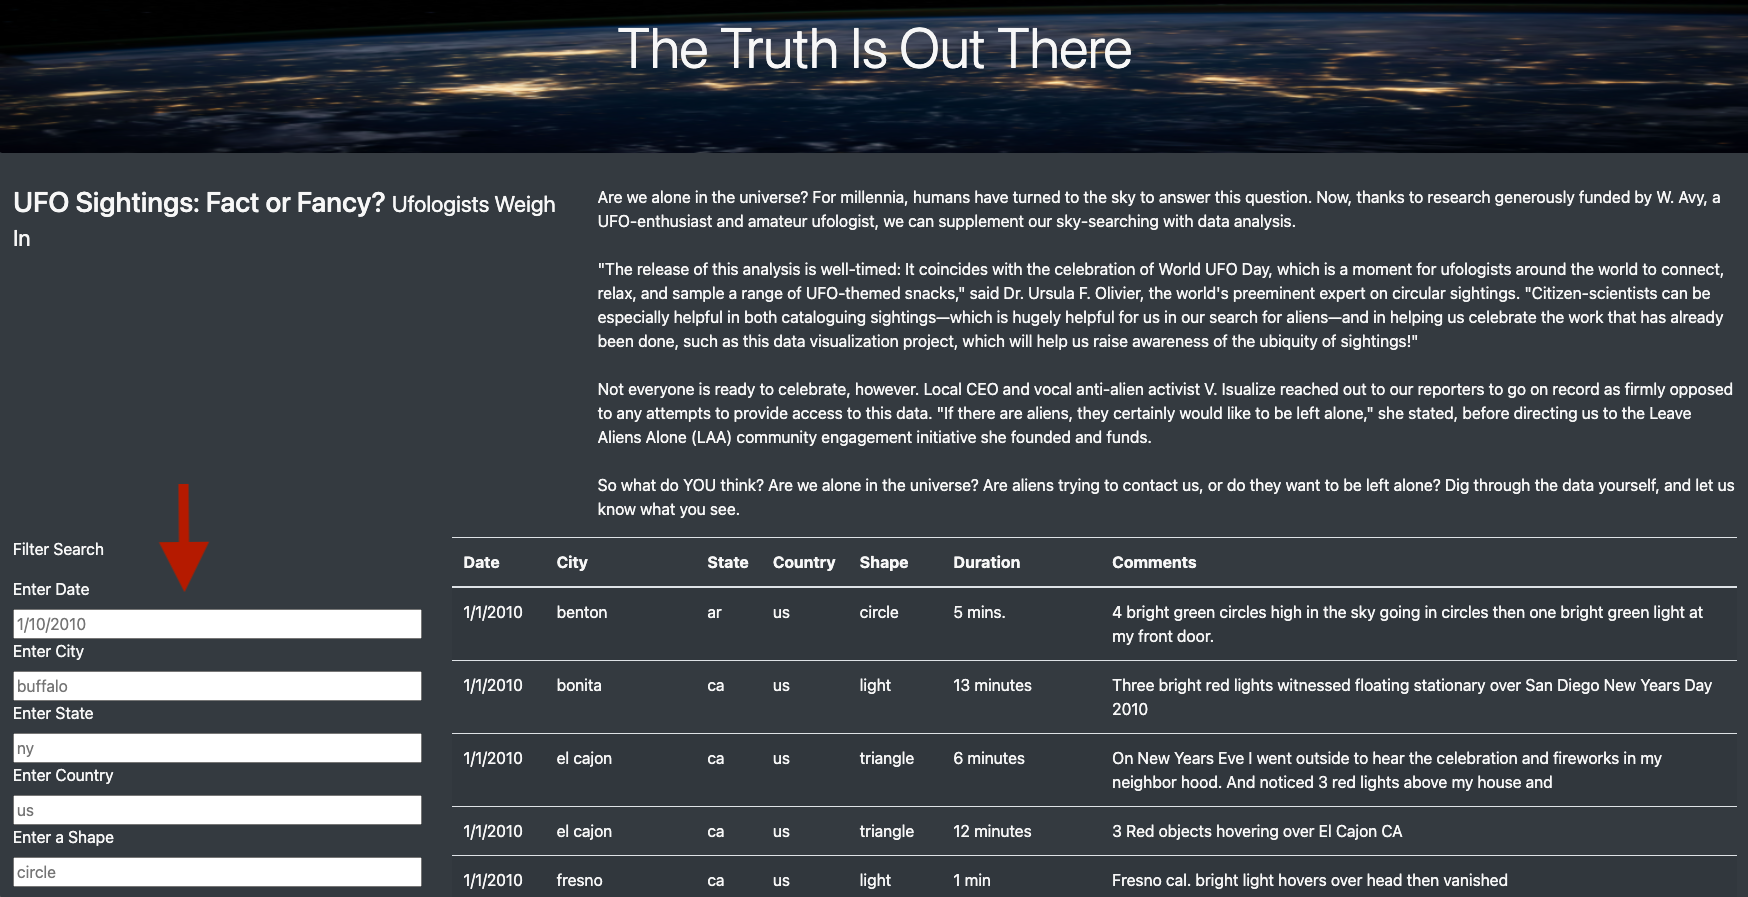 The Truth Is Out There
UFO Sightings: Fact or Fancy? Ufologists Weigh
In
Are we alone in the universe? For millennia, humans have turned to the sky to answer this question. Now, thanks to research generously funded by W. Avy, a
UFO-enthusiast and amateur ufologist, we can supplement our sky-searching with data analysis.
"The release of this analysis is well-timed: It coincides with the celebration of World UFO Day, which is a moment for ufologists around the world to connect,
relax, and sample a range of UFO-themed snacks," said Dr. Ursula F. Olivier, the world's preeminent expert on circular sightings. "Citizen-scientists can be
especially helpful in both cataloguing sightings—which is hugely helpful for us in our search for aliens—and in helping us celebrate the work that has already
been done, such as this data visualization project, which will help us raise awareness of the ubiquity of sightings!"
Not everyone is ready to celebrate, however. Local CEO and vocal anti-alien activist V. Isualize reached out to our reporters to go on record as firmly opposed
to any attempts to provide access to this data. "If there are aliens, they certainly would like to be left alone," she stated, before directing us to the Leave
Aliens Alone (LAA) community engagement initiative she founded and funds.
So what do YOU think? Are we alone in the universe? Are aliens trying to contact us, or do they want to be left alone? Dig through the data yourself, and let us
know what you see.
Filter Search
Enter Date
1/10/2010
Enter City
buffalo
Enter State
ny
Enter Country
us
Enter a Shape
circle
Date City State Country Shape Duration Comments
1/1/2010 benton ar us circle 5 mins. 4 bright green circles high in the sky going in circles then one bright green light at
my front door.
1/1/2010 bonita ca us light 13 minutes Three bright red lights witnessed floating stationary over San Diego New Years Day
2010
1/1/2010 el cajon ca us triangle 6 minutes On New Years Eve I went outside to hear the celebration and fireworks in my
neighbor hood. And noticed 3 red lights above my house and
1/1/2010 el cajon ca us triangle 12 minutes 3 Red objects hovering over El Cajon CA
1/1/2010 fresno ca us light 1 min Fresno cal. bright light hovers over head then vanished